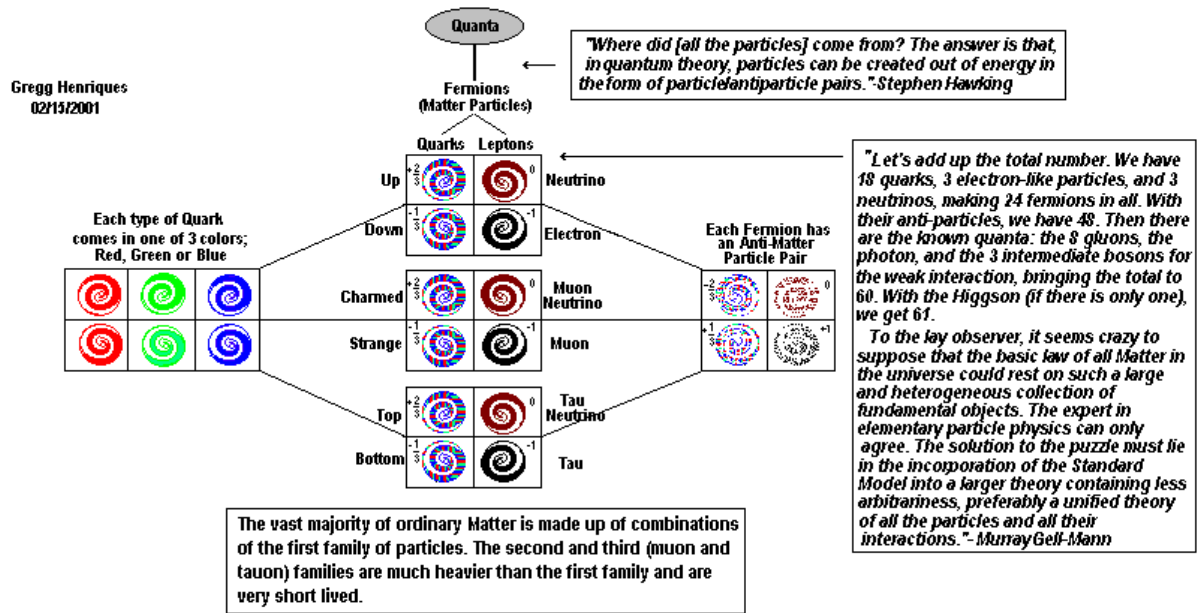 Quanta
"Where did [all the particles] come from? The answer is that,
in quantum theory, particles can be created out of energy in
the form of particle/antiparticle pairs."-Stephen Hawking
Gregg Henriques
02/15/2001
Fermions
(Matter Particles)
Quarks Leptons
Up +2/3 0 Neutrino
Down -1/3 -1 Electron
Charmed +2/3 0 Muon
Neutrino
Strange -1/3 -1 Muon
Top +2/3 0 Tau
Neutrino
Bottom -1/3 -1 Tau
Each type of Quark
comes in one of 3 colors;
Red, Green or Blue
Each Fermion has
an Anti-Matter
Particle Pair
-2/3 0
+1/3 +1
"Let's add up the total number. We have
18 quarks, 3 electron-like particles, and 3
neutrinos, making 24 fermions in all. With
their anti-particles, we have 48. Then there
are the known quanta: the 8 gluons, the
photon, and the 3 intermediate bosons for
the weak interaction, bringing the total to
60. With the Higgson (if there is only one),
we get 61.
To the lay observer, it seems crazy to
suppose that the basic law of all Matter in
the universe could rest on such a large
and heterogeneous collection of
fundamental objects. The expert in
elementary particle physics can only
agree. The solution to the puzzle must lie
in the incorporation of the Standard
Model into a larger theory containing less
arbitrariness, preferably a unified theory
of all the particles and all their
interactions."- Murray Gell-Mann
The vast majority of ordinary Matter is made up of combinations
of the first family of particles. The second and third (muon and
tauon) families are much heavier than the first family and are
very short lived.